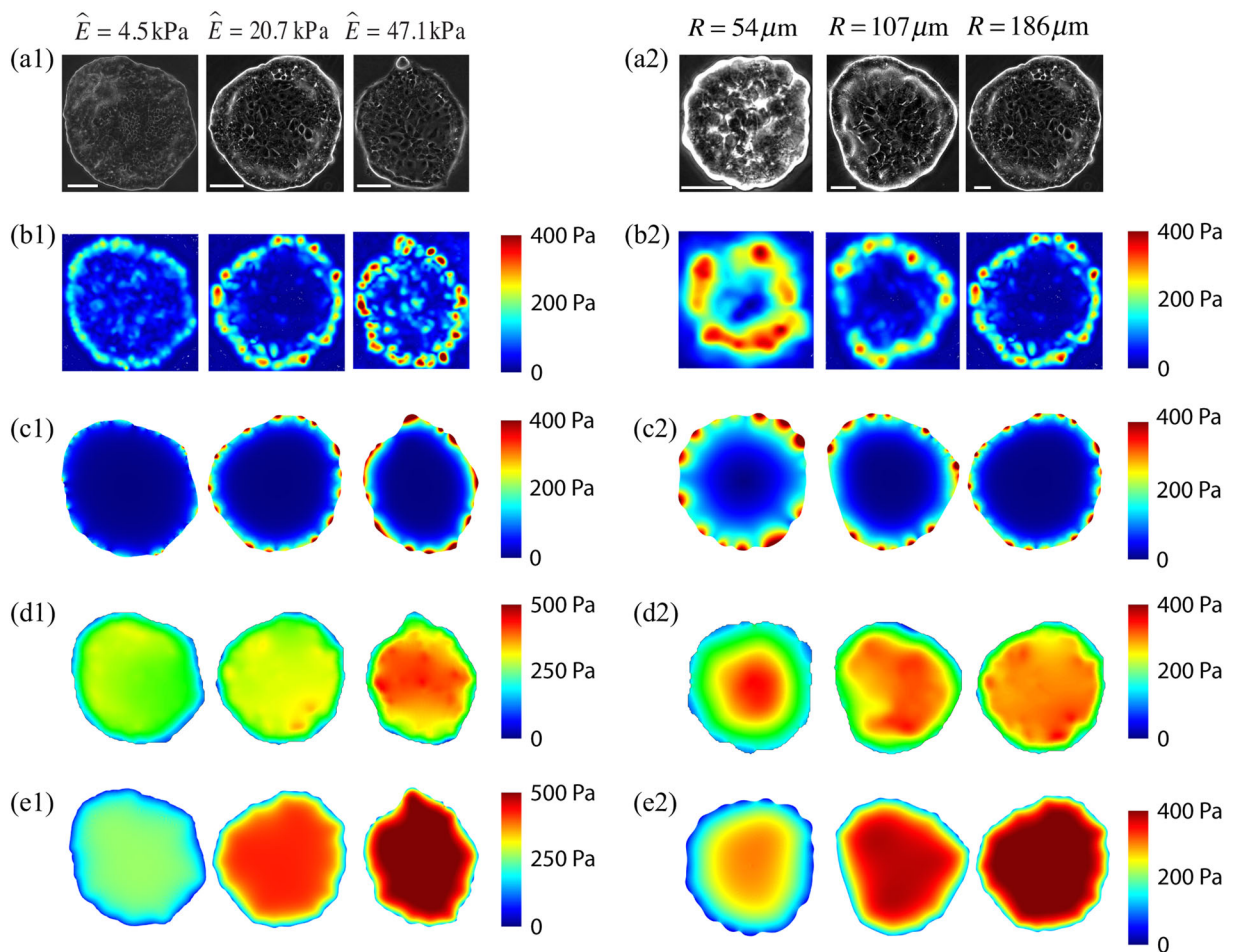 Ê = 4.5 kPa Ê = 20.7 kPa Ê = 47.1 kPa R = 54 μm R = 107 μm R = 186 μm
(a1) (a2)
(b1) 400 Pa (b2) 400 Pa
200 Pa 200 Pa
0 0
(c1) 400 Pa (c2) 400 Pa
200 Pa 200 Pa
0 0
(d1) 500 Pa (d2) 400 Pa
250 Pa 200 Pa
0 0
(e1) 500 Pa (e2) 400 Pa
250 Pa 200 Pa
0 0